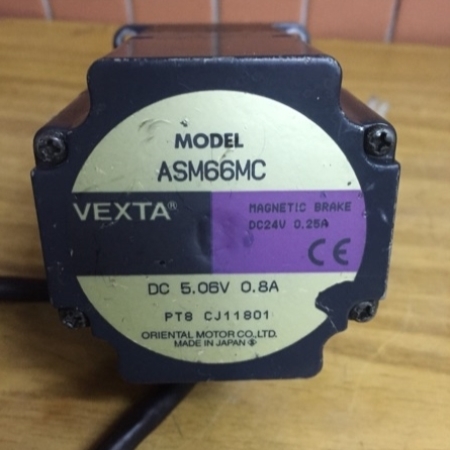 MODEL
ASM66MC
VEXTA®
MAGNETIC BRAKE
DC24V 0.25A
CE
DC 5.06V 0.8A
PT8 CJ11801
ORIENTAL MOTOR CO.,LTD.
MADE IN JAPAN